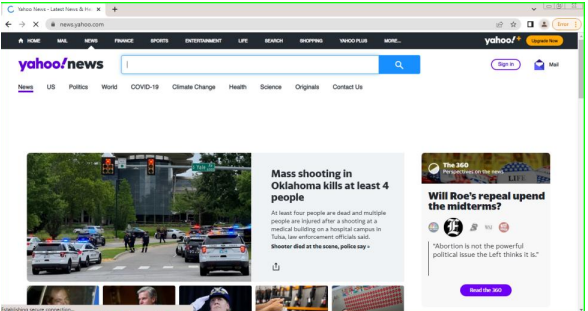 Yahoo News - Latest News & He
news.yahoo.com
Error
HOME MAIL NEWS FINANCE SPORTS ENTERTAINMENT LIFE SEARCH SHOPPING YAHOO PLUS MORE...
yahoo!+ Upgrade Now
yahoo!news
Sign in
Mail
News US Politics World COVID-19 Climate Change Health Science Originals Contact Us
Yale
Mass shooting in
Oklahoma kills at least 4
people
At least four people are dead and multiple
people are injured after a shooting at a
medical building on a hospital campus in
Tulsa, law enforcement officials said.
Shooter died at the scene, police say »
The 360
Perspectives on the news
LIFE
Will Roe's repeal upend
the midterms?
"Abortion is not the powerful
political issue the Left thinks it is."
Read the 360
Establishing secure connection...